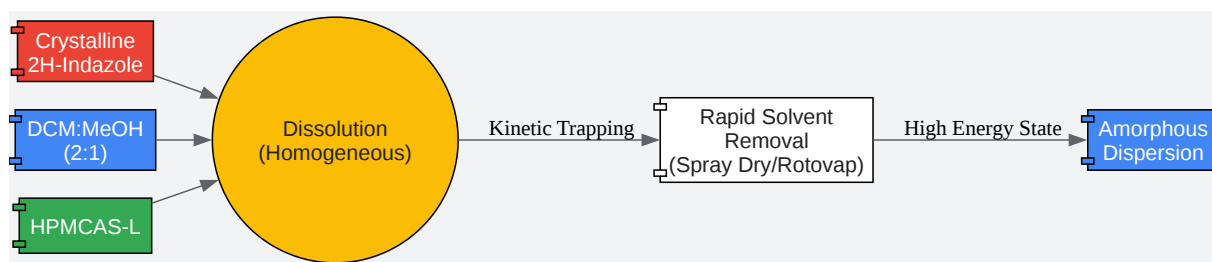 Crystalline
2H-Indazole
DCM:MeOH
(2:1)
HPMCAS-L
Dissolution
(Homogeneous)
Kinetic Trapping
Rapid Solvent
Removal
(Spray Dry/Rotovap)
High Energy State
Amorphous
Dispersion